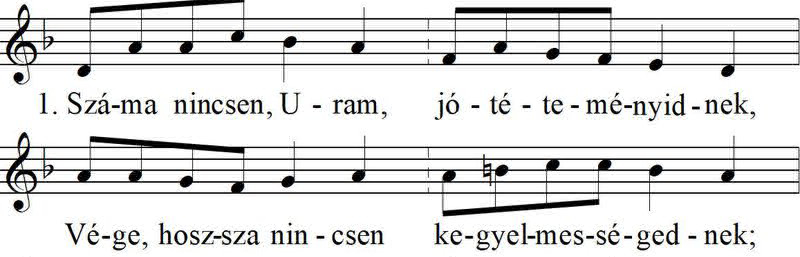 1. Szá-ma nincsen, U - ram, jó - té - te - mé-nyid - nek,
Vé-ge, hosz-sza nin - csen ke-gyel-mes-sé-ged - nek;